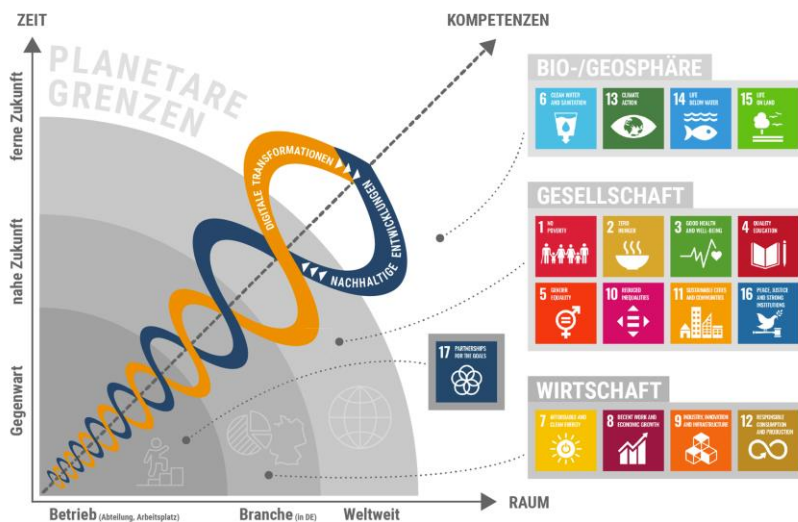 ZEIT
KOMPETENZEN
PLANETARE
GRENZEN
ferne Zukunft
nahe Zukunft
Gegenwart
DIGITALE TRANSFORMATIONEN
NACHHALTIGE ENTWICKLUNGEN
BIO-/GEOSPHÄRE
6 CLEAN WATER
AND SANITATION
13 CLIMATE
ACTION
14 LIFE
BELOW WATER
15 LIFE
ON LAND
GESELLSCHAFT
1 NO
POVERTY
2 ZERO
HUNGER
3 GOOD HEALTH
AND WELL-BEING
4 QUALITY
EDUCATION
5 GENDER
EQUALITY
10 REDUCED
INEQUALITIES
11 SUSTAINABLE CITIES
AND COMMUNITIES
16 PEACE, JUSTICE
AND STRONG
INSTITUTIONS
17 PARTNERSHIPS
FOR THE GOALS
WIRTSCHAFT
7 AFFORDABLE AND
CLEAN ENERGY
8 DECENT WORK AND
ECONOMIC GROWTH
9 INDUSTRY, INNOVATION
AND INFRASTRUCTURE
12 RESPONSIBLE
CONSUMPTION
AND PRODUCTION
RAUM
Betrieb (Abteilung, Arbeitsplatz)
Branche (in DE)
Weltweit